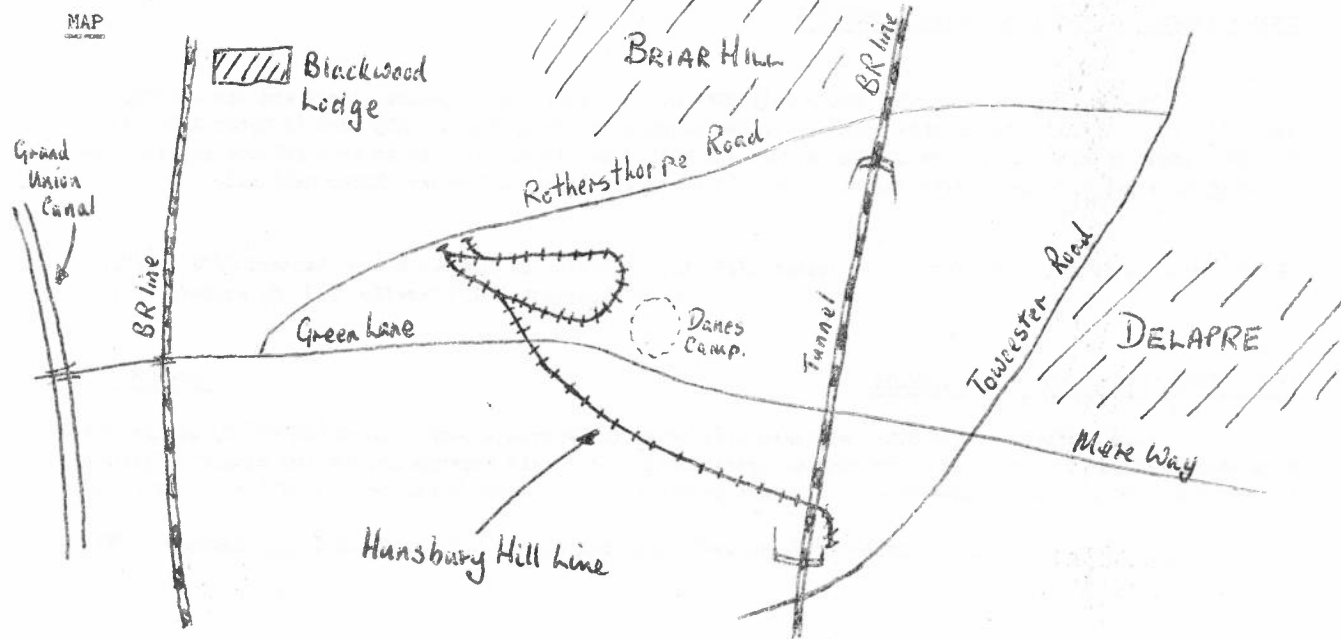 MAP
Blackwood
Lodge
BRIAR HILL
BR line
Grand
Union
Canal
Rothersthorpe Road
BR line
Green Lane
Danes
Camp.
Tunnel
Towcester Road
DELAPRE
Mere Way
Hunsbury Hill Line